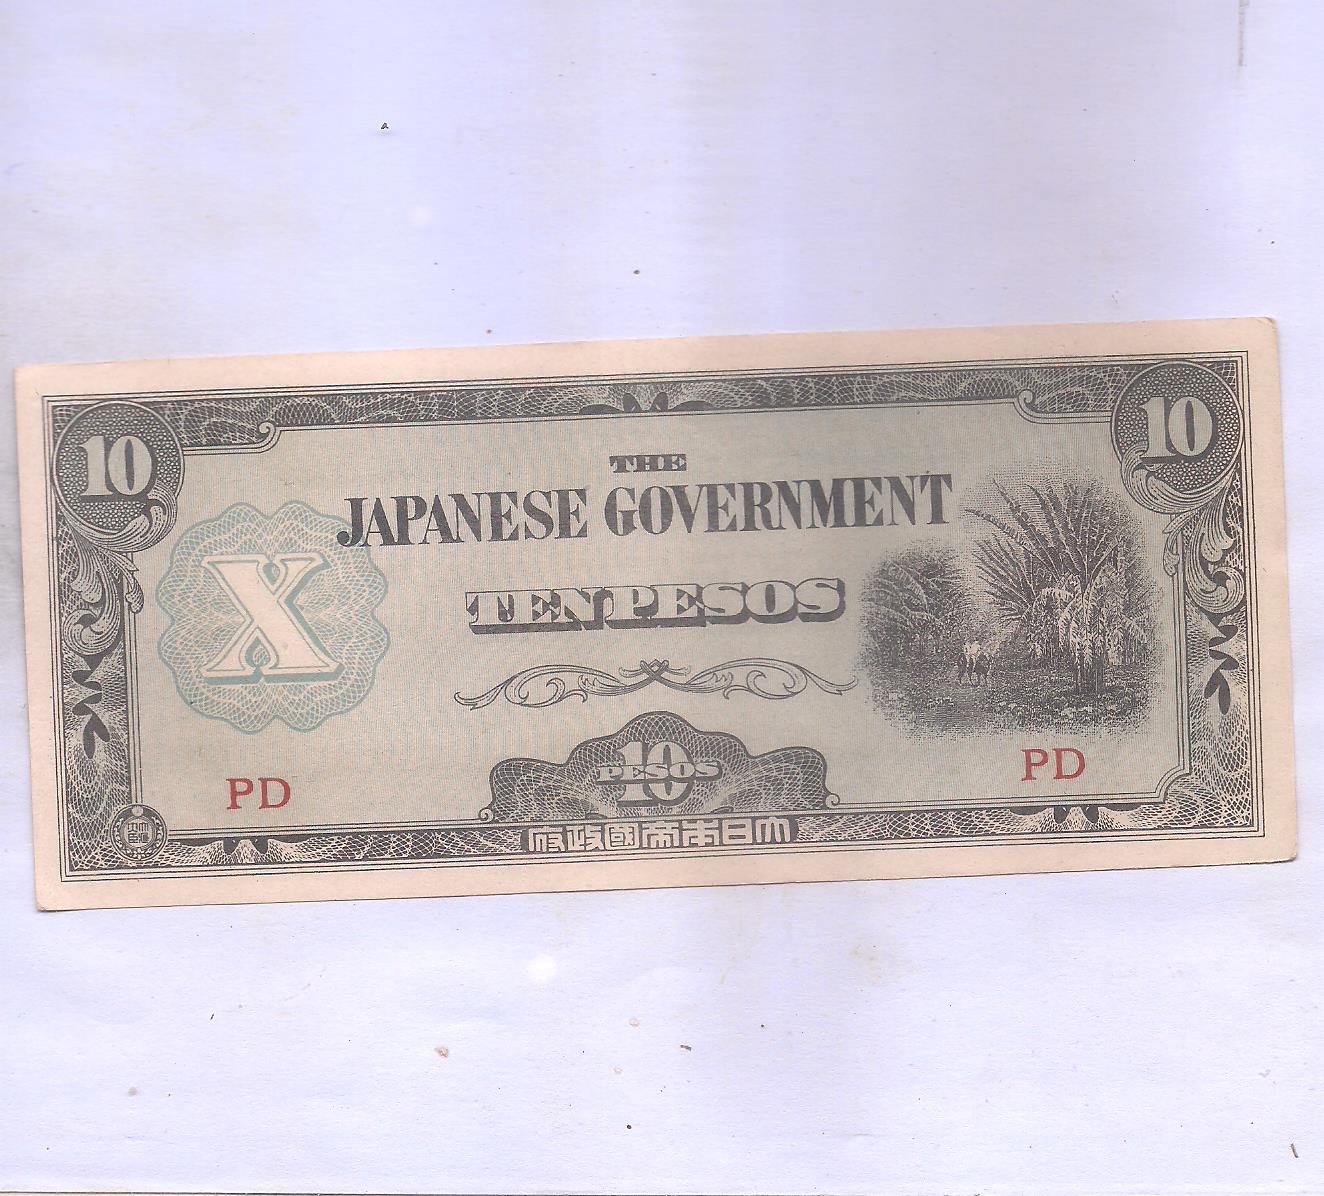 10
10
THE
JAPANESE GOVERNMENT
X
TEN PESOS
PD
PD
10
PESOS
大日本帝國政府